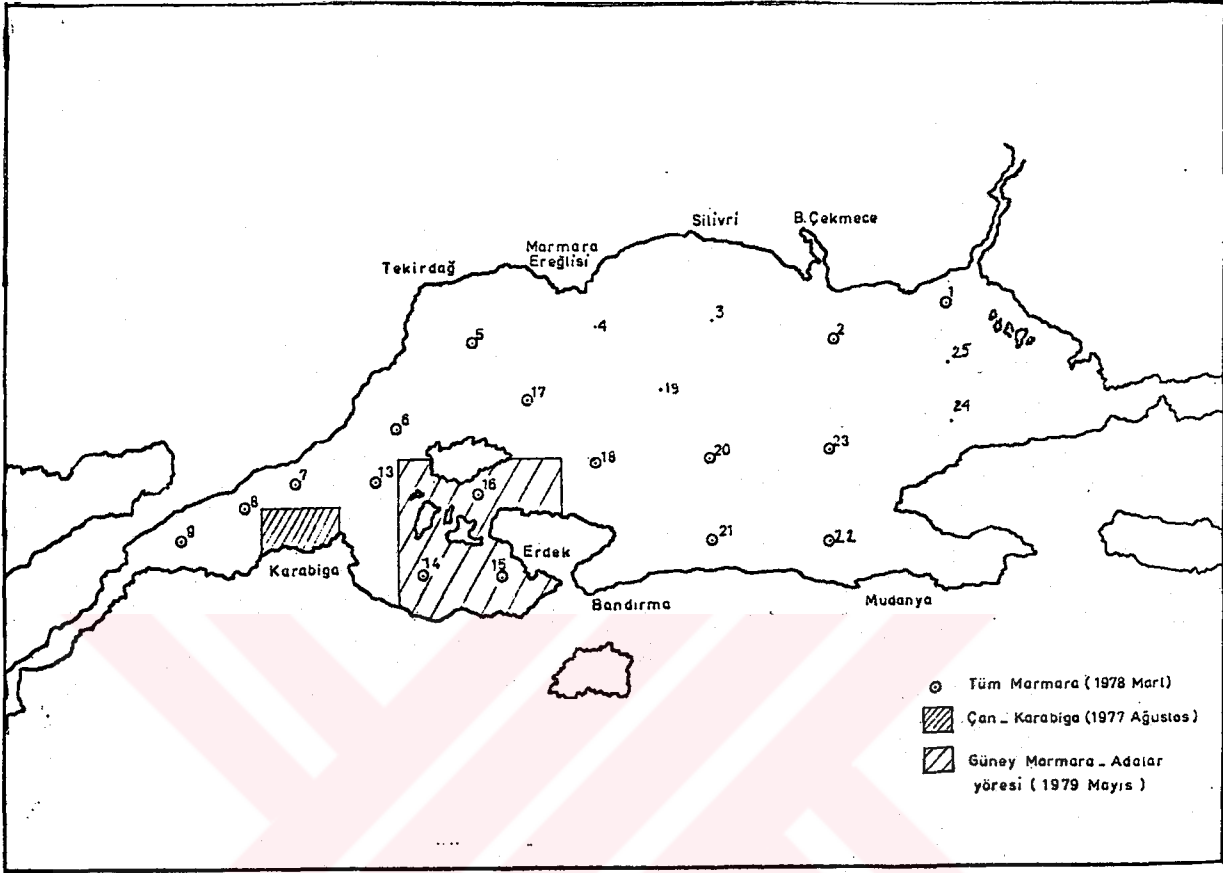 Silivri
B.Çekmece
Marmara
Ereğlisi
Tekirdağ
1
3
4
2
5
25
19
17
24
6
23
20
18
13
7
16
8
9
21
22
Erdek
14
15
Karabiga
Bandırma
Mudanya
Tüm Marmara (1978 Mart)
Çan_ Karabiga (1977 Ağustos)
Güney Marmara_ Adalar
yöresi (1979 Mayıs)